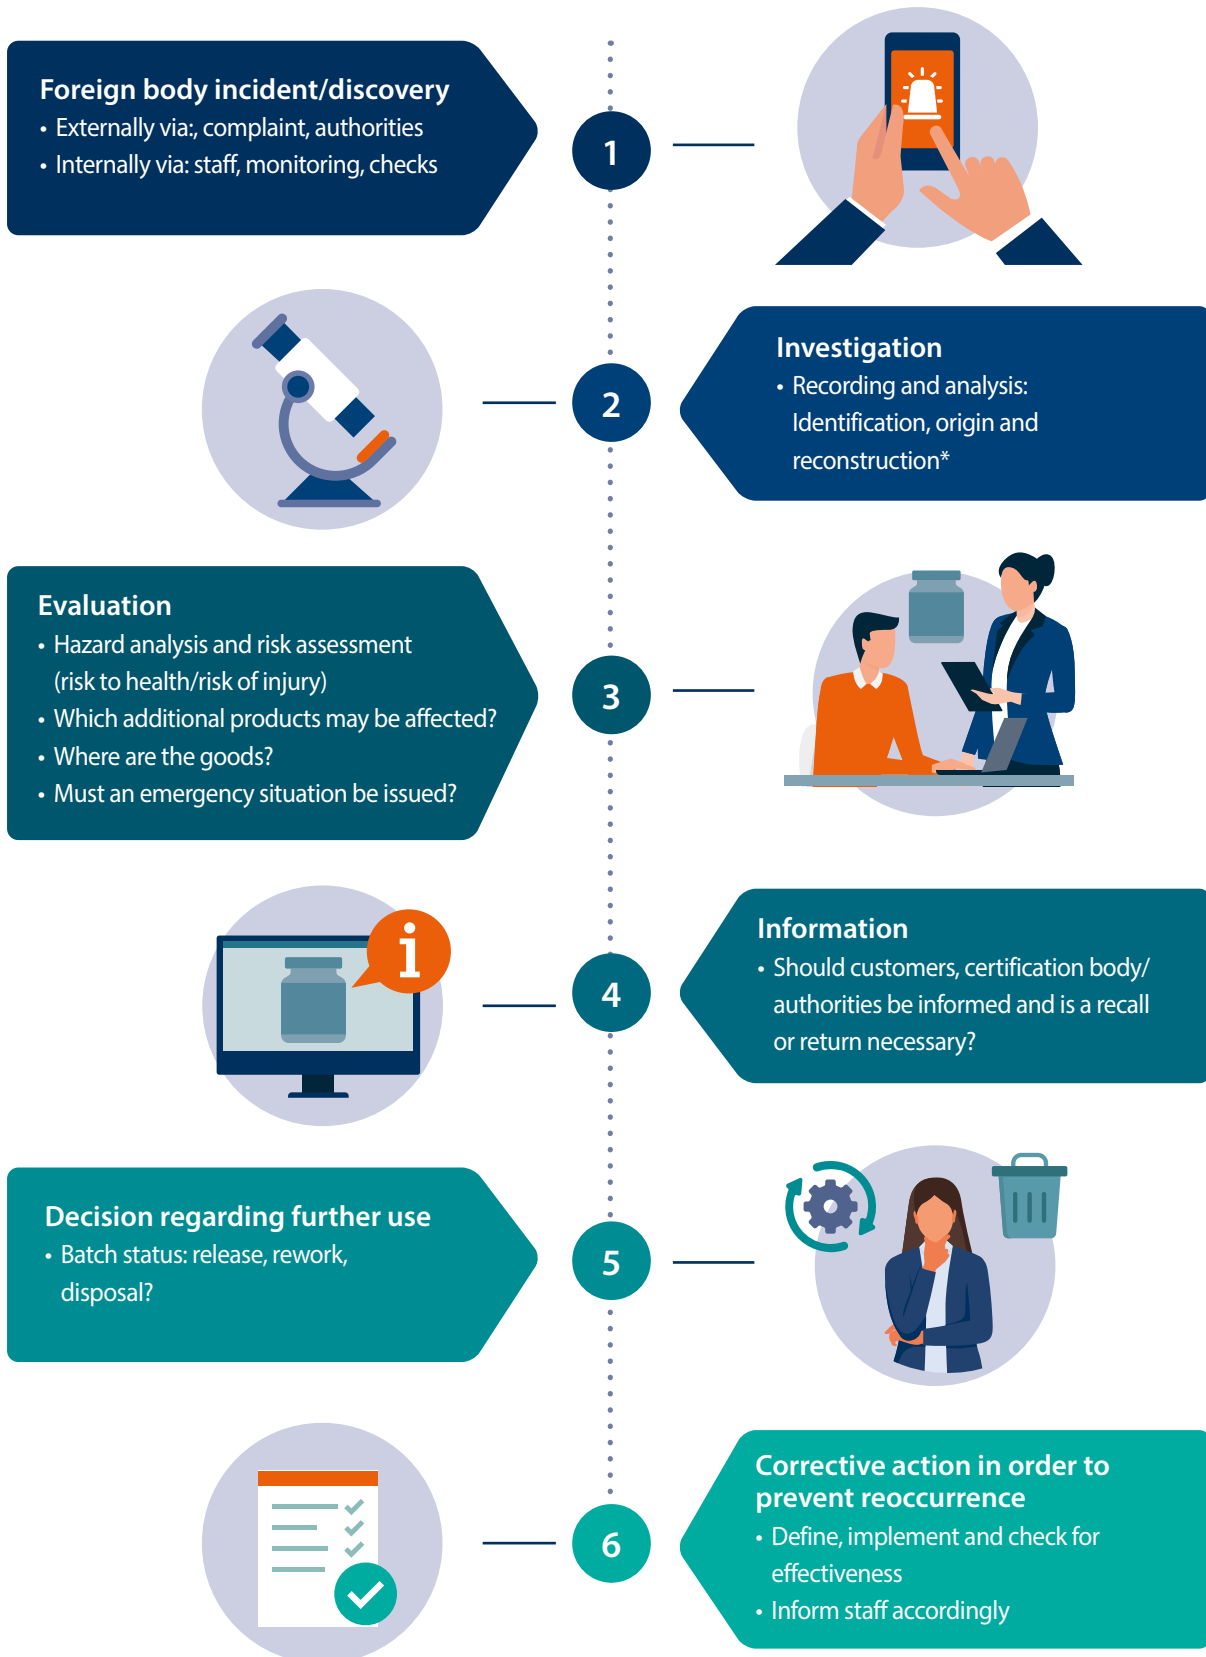 Foreign body incident/discovery
• Externally via:, complaint, authorities
• Internally via: staff, monitoring, checks
1
2
Investigation
• Recording and analysis:
Identification, origin and
reconstruction*
Evaluation
• Hazard analysis and risk assessment
(risk to health/risk of injury)
• Which additional products may be affected?
• Where are the goods?
• Must an emergency situation be issued?
3
i
4
Information
• Should customers, certification body/
authorities be informed and is a recall
or return necessary?
Decision regarding further use
• Batch status: release, rework,
disposal?
5
6
Corrective action in order to
prevent reoccurrence
• Define, implement and check for
effectiveness
• Inform staff accordingly